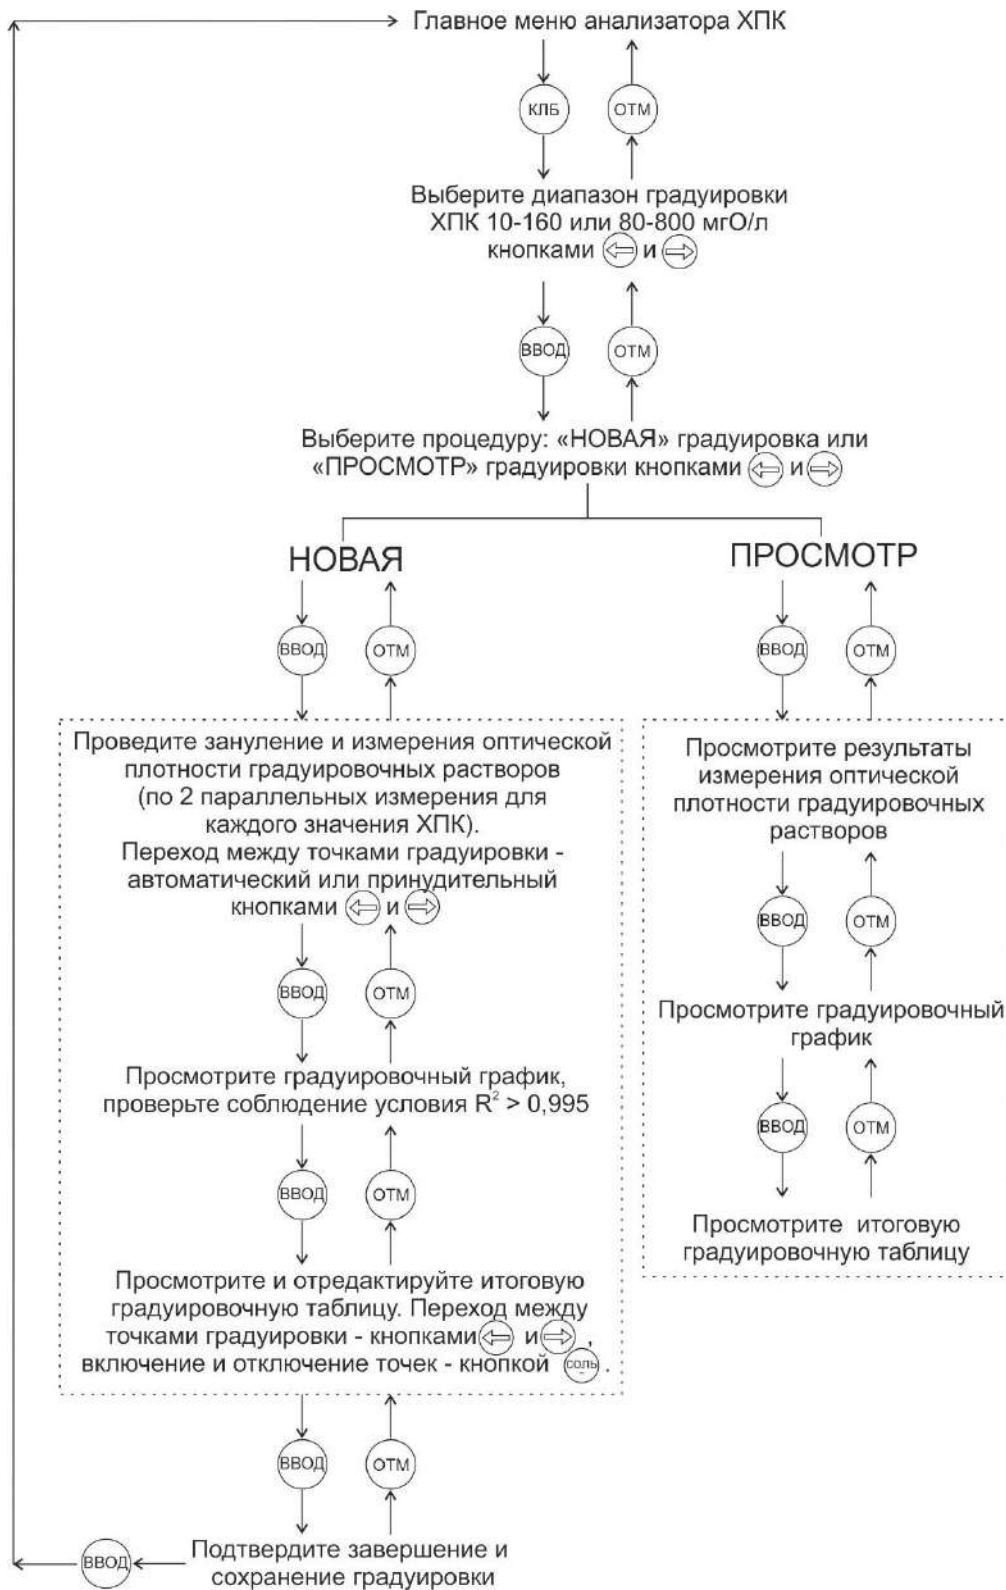 Главное меню анализатора ХПК
КЛБ
ОТМ
Выберите диапазон градуировки
ХПК 10-160 или 80-800 мгО/л
кнопками ⇦ и ⇨
ВВОД
ОТМ
Выберите процедуру: «НОВАЯ» градуировка или
«ПРОСМОТР» градуировки кнопками ⇦ и ⇨
НОВАЯ
ВВОД
ОТМ
Проведите зануление и измерения оптической
плотности градуировочных растворов
(по 2 параллельных измерения для
каждого значения ХПК).
Переход между точками градуировки -
автоматический или принудительный
кнопками ⇦ и ⇨
ВВОД
ОТМ
Просмотрите градуировочный график,
проверьте соблюдение условия R² > 0,995
ВВОД
ОТМ
Просмотрите и отредактируйте итоговую
градуировочную таблицу. Переход между
точками градуировки - кнопками ⇦ и ⇨ ,
включение и отключение точек - кнопкой СОЛЬ .
ВВОД
ОТМ
Подтвердите завершение и
сохранение градуировки
ВВОД
ПРОСМОТР
ВВОД
ОТМ
Просмотрите результаты
измерения оптической
плотности градуировочных
растворов
ВВОД
ОТМ
Просмотрите градуировочный
график
ВВОД
ОТМ
Просмотрите итоговую
градуировочную таблицу